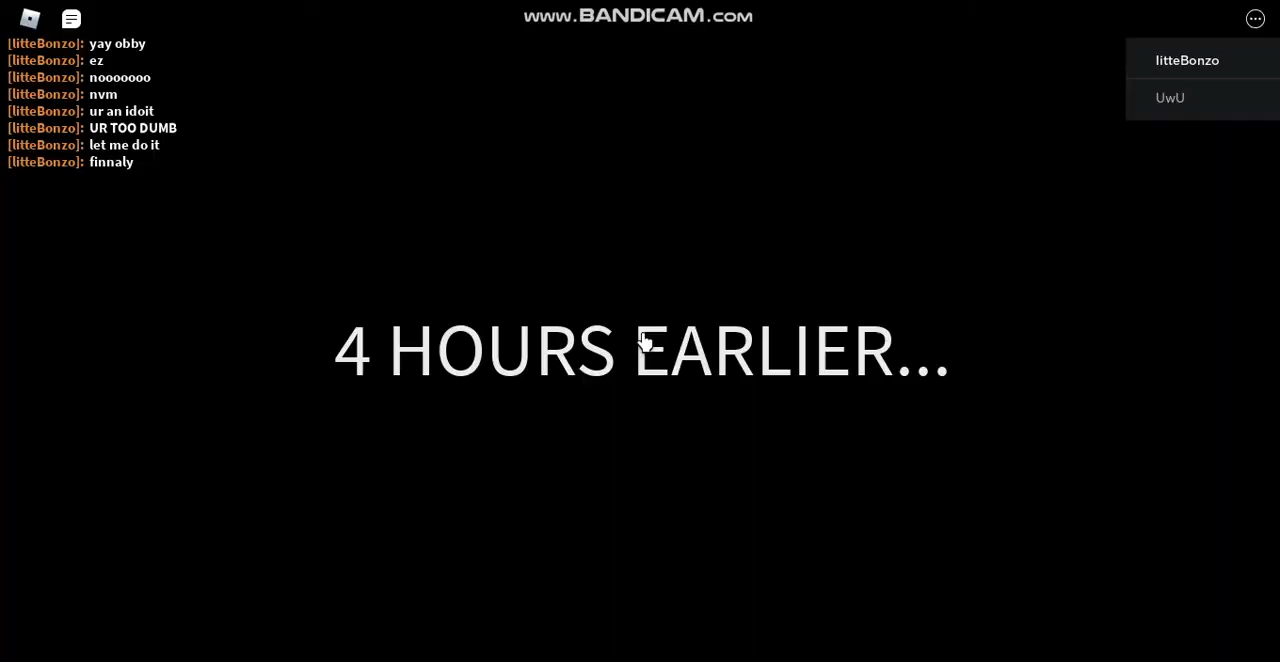 www.BANDICAM.com
[litteBonzo]: yay obby
[litteBonzo]: ez
[litteBonzo]: nooooooo
[litteBonzo]: nvm
[litteBonzo]: ur an idoit
[litteBonzo]: UR TOO DUMB
[litteBonzo]: let me do it
[litteBonzo]: finnaly
litteBonzo
UwU
4 HOURS EARLIER...